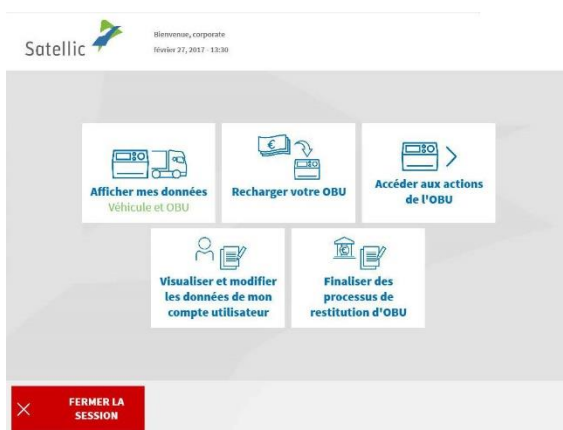 Satellic
Bienvenue, corporate
février 27, 2017 - 13:30
€
Afficher mes données
Véhicule et OBU
Recharger votre OBU
Accéder aux actions
de l'OBU
€
Visualiser et modifier
les données de mon
compte utilisateur
Finaliser des
processus de
restitution d'OBU
FERMER LA
SESSION